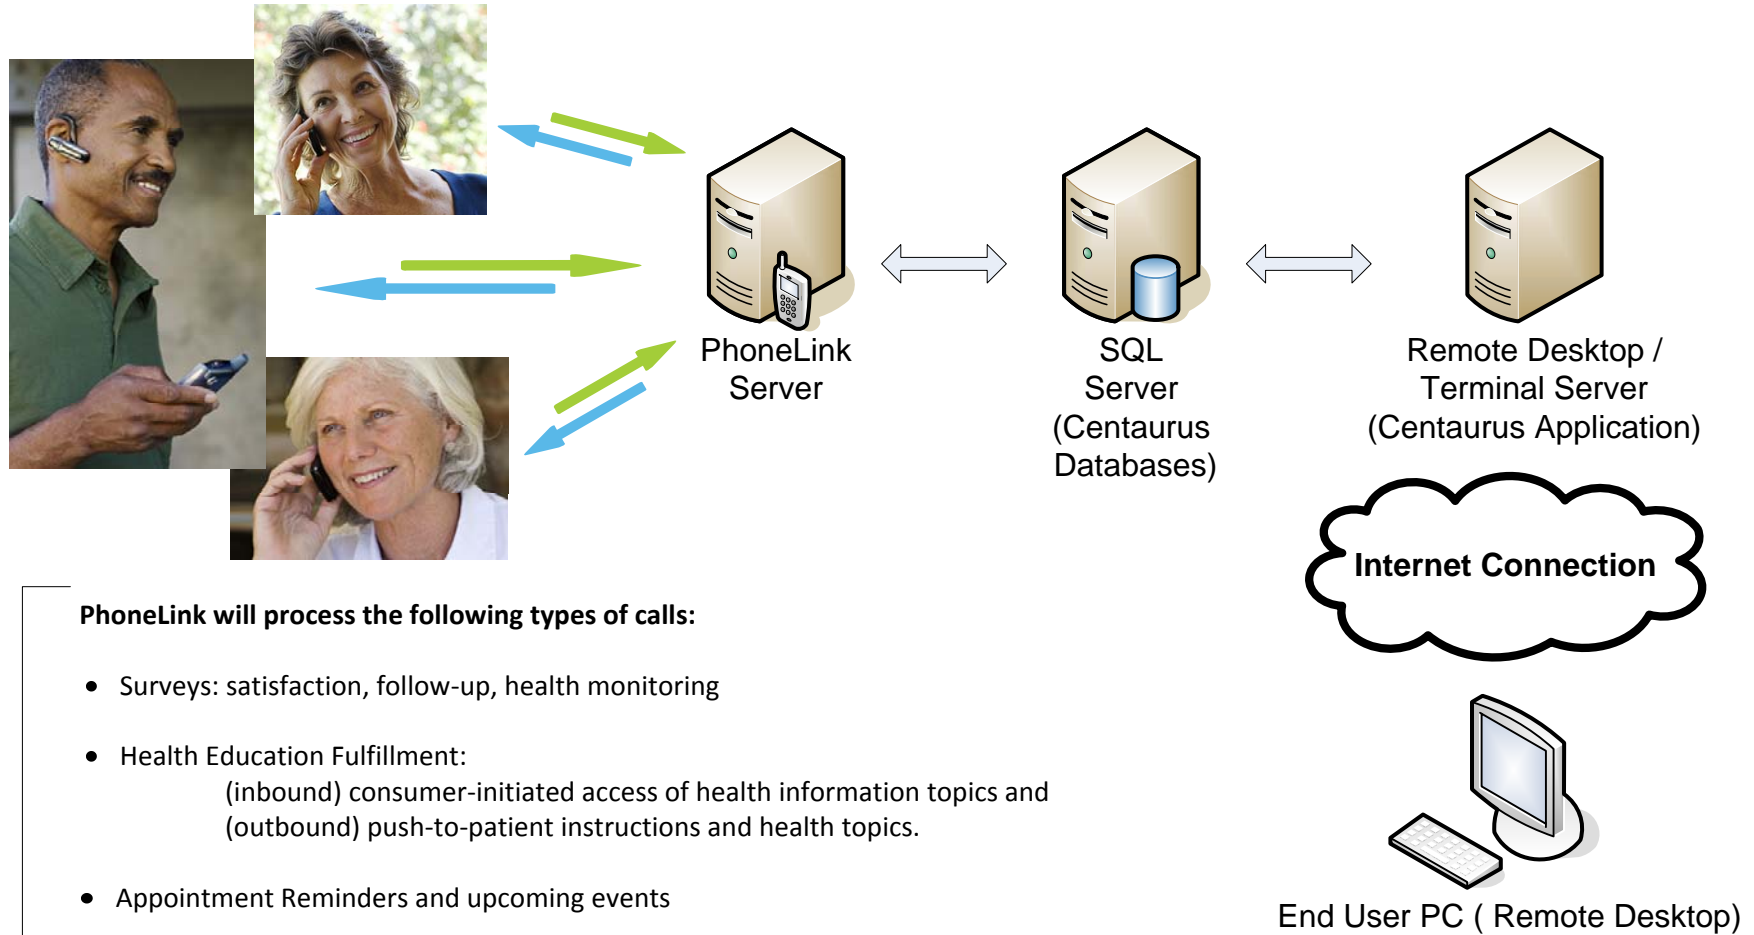 PhoneLink
Server
SQL
Server
(Centaurus
Databases)
Remote Desktop /
Terminal Server
(Centaurus Application)
Internet Connection
PhoneLink will process the following types of calls:
• Surveys: satisfaction, follow-up, health monitoring
• Health Education Fulfillment:
(inbound) consumer-initiated access of health information topics and
(outbound) push-to-patient instructions and health topics.
• Appointment Reminders and upcoming events
End User PC ( Remote Desktop)